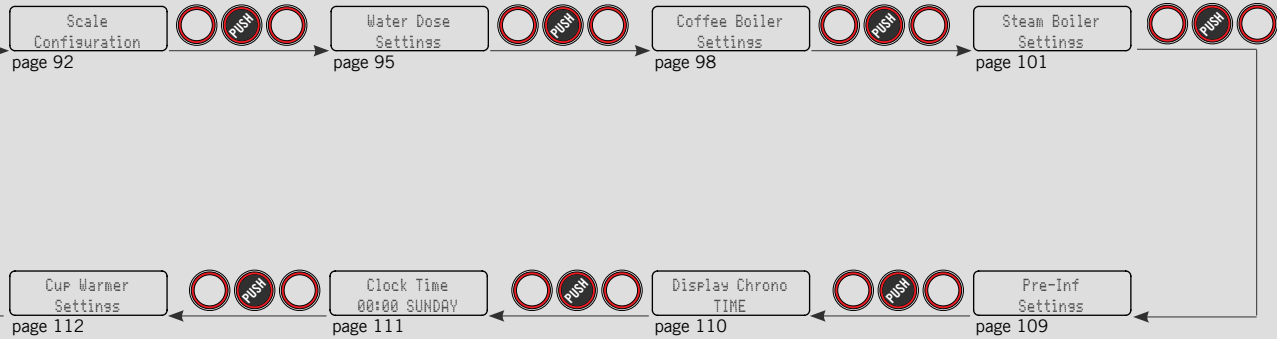 Scale
Configuration
page 92
PUSH
Water Dose
Settings
page 95
PUSH
Coffee Boiler
Settings
page 98
PUSH
Steam Boiler
Settings
page 101
PUSH
Cup Warmer
Settings
page 112
PUSH
Clock Time
00:00 SUNDAY
page 111
PUSH
Display Chrono
TIME
page 110
PUSH
Pre-Inf
Settings
page 109